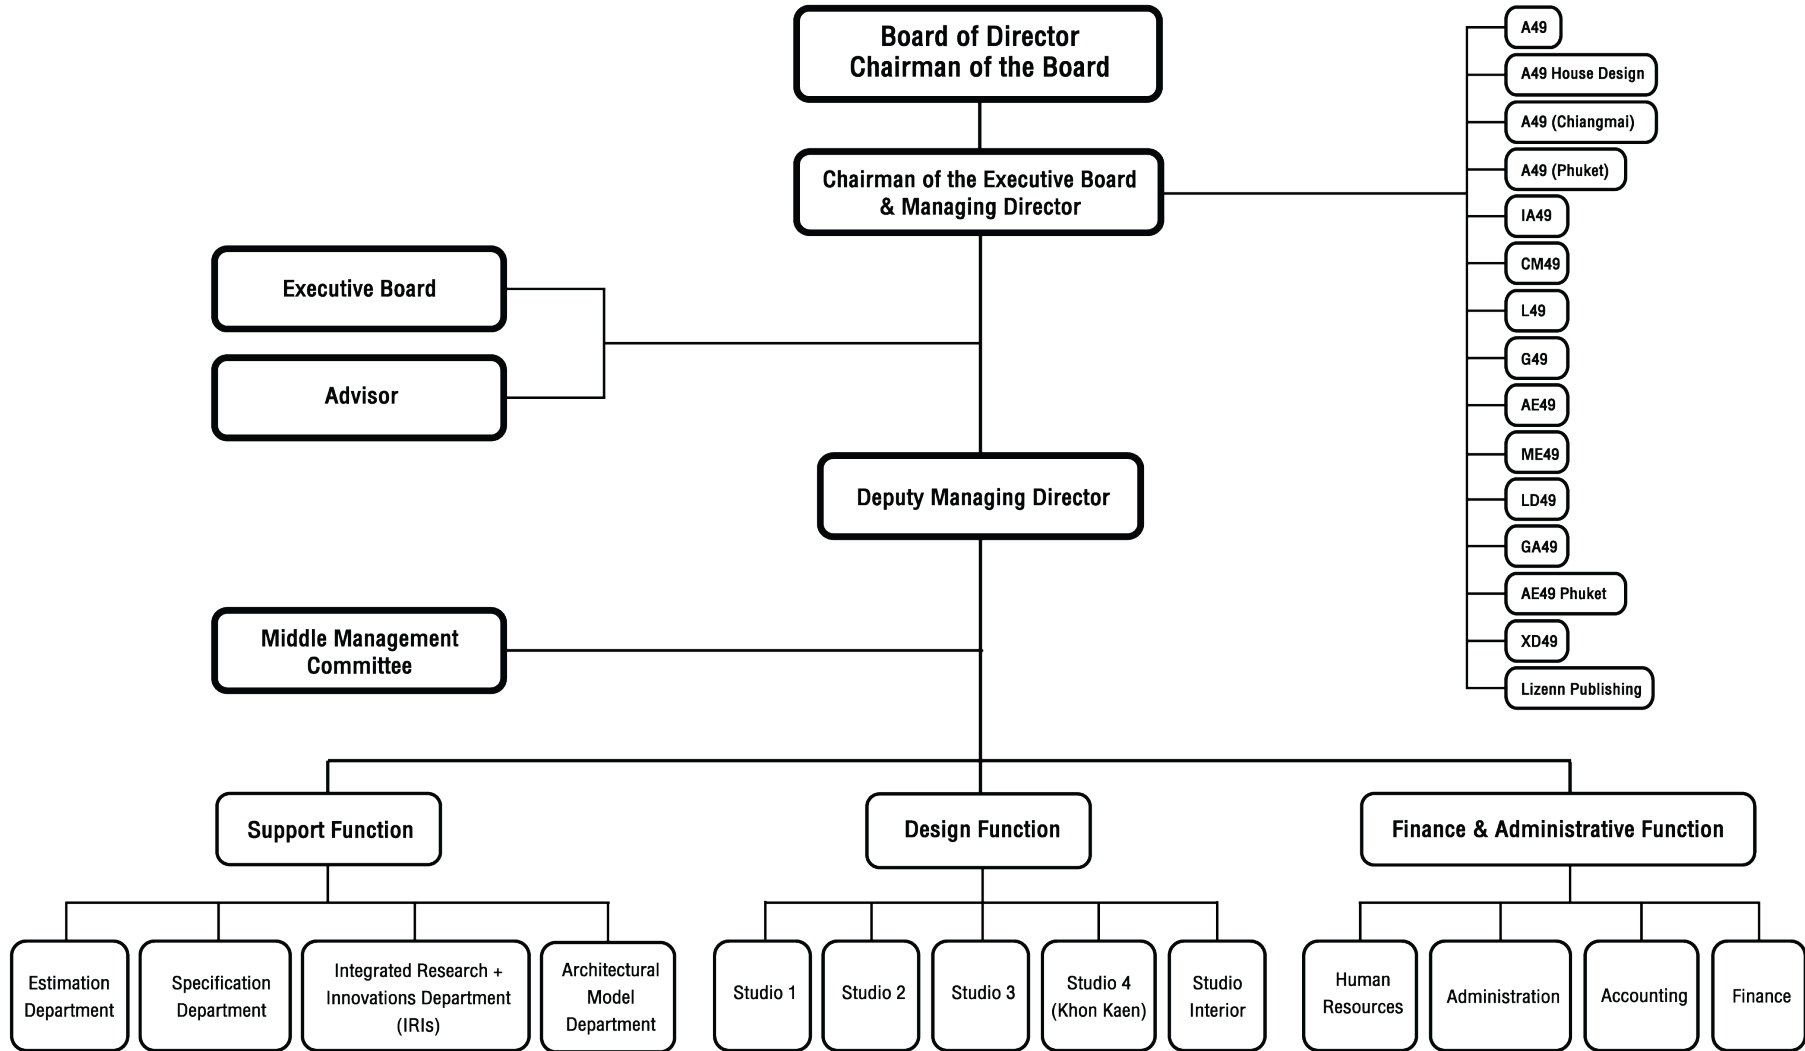 Board of Director
Chairman of the Board
Chairman of the Executive Board
& Managing Director
Executive Board
Advisor
Deputy Managing Director
Middle Management
Committee
A49
A49 House Design
A49 (Chiangmai)
A49 (Phuket)
IA49
CM49
L49
G49
AE49
ME49
LD49
GA49
AE49 Phuket
XD49
Lizenn Publishing
Support Function
Design Function
Finance & Administrative Function
Estimation
Department
Specification
Department
Integrated Research +
Innovations Department
(IRIs)
Architectural
Model
Department
Studio 1
Studio 2
Studio 3
Studio 4
(Khon Kaen)
Studio
Interior
Human
Resources
Administration
Accounting
Finance